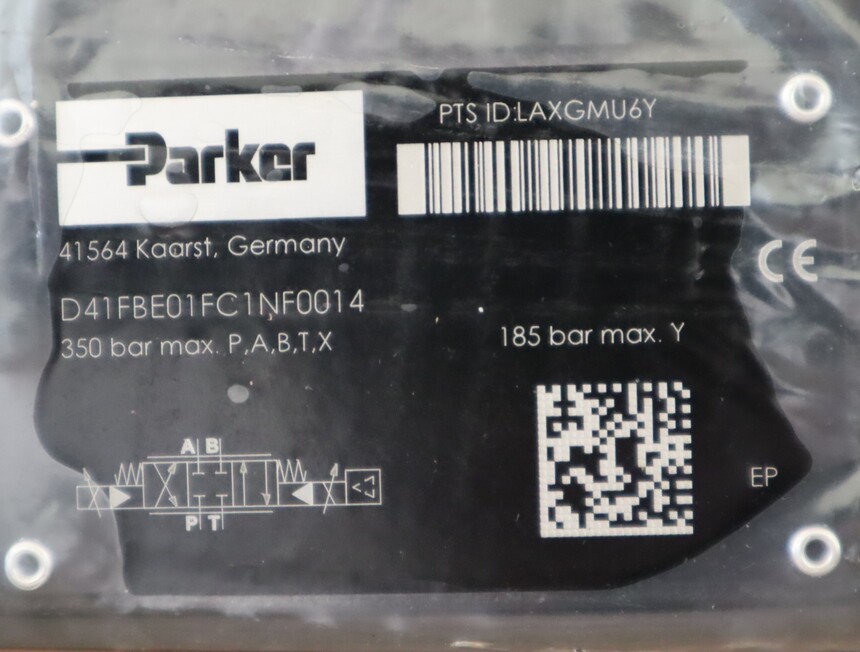 Parker
PTS ID:LAXGMU6Y
41564 Kaarst, Germany
CE
D41FBE01FC1NF0014
350 bar max. P,A,B,T,X
185 bar max. Y
A B
P T
EP